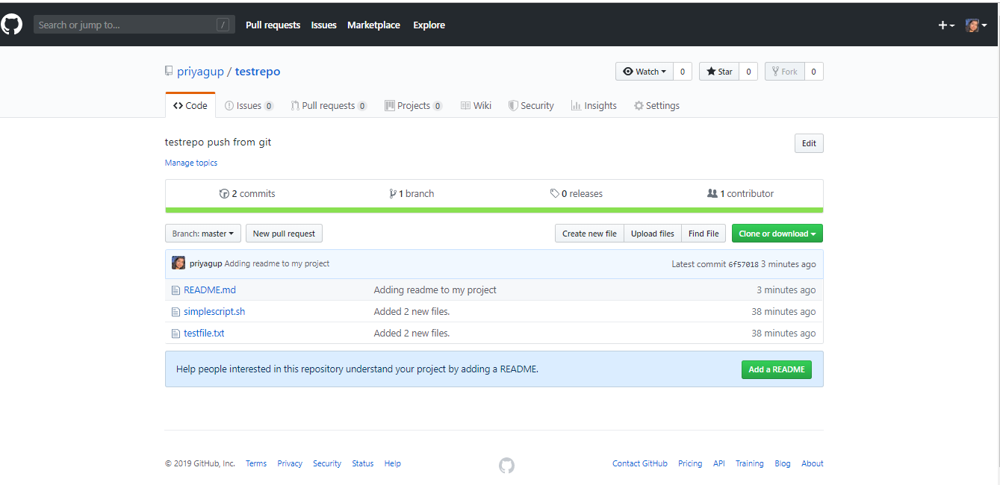 Search or jump to... /
Pull requests Issues Marketplace Explore
priyagup / testrepo
Watch 0 Star 0 Fork 0
Code Issues 0 Pull requests 0 Projects 0 Wiki Security Insights Settings
testrepo push from git
Edit
Manage topics
2 commits 1 branch 0 releases 1 contributor
Branch: master New pull request Create new file Upload files Find File Clone or download
priyagup Adding readme to my project Latest commit 6f57018 3 minutes ago
README.md Adding readme to my project 3 minutes ago
simplescript.sh Added 2 new files. 38 minutes ago
testfile.txt Added 2 new files. 38 minutes ago
Help people interested in this repository understand your project by adding a README. Add a README
© 2019 GitHub, Inc. Terms Privacy Security Status Help Contact GitHub Pricing API Training Blog About